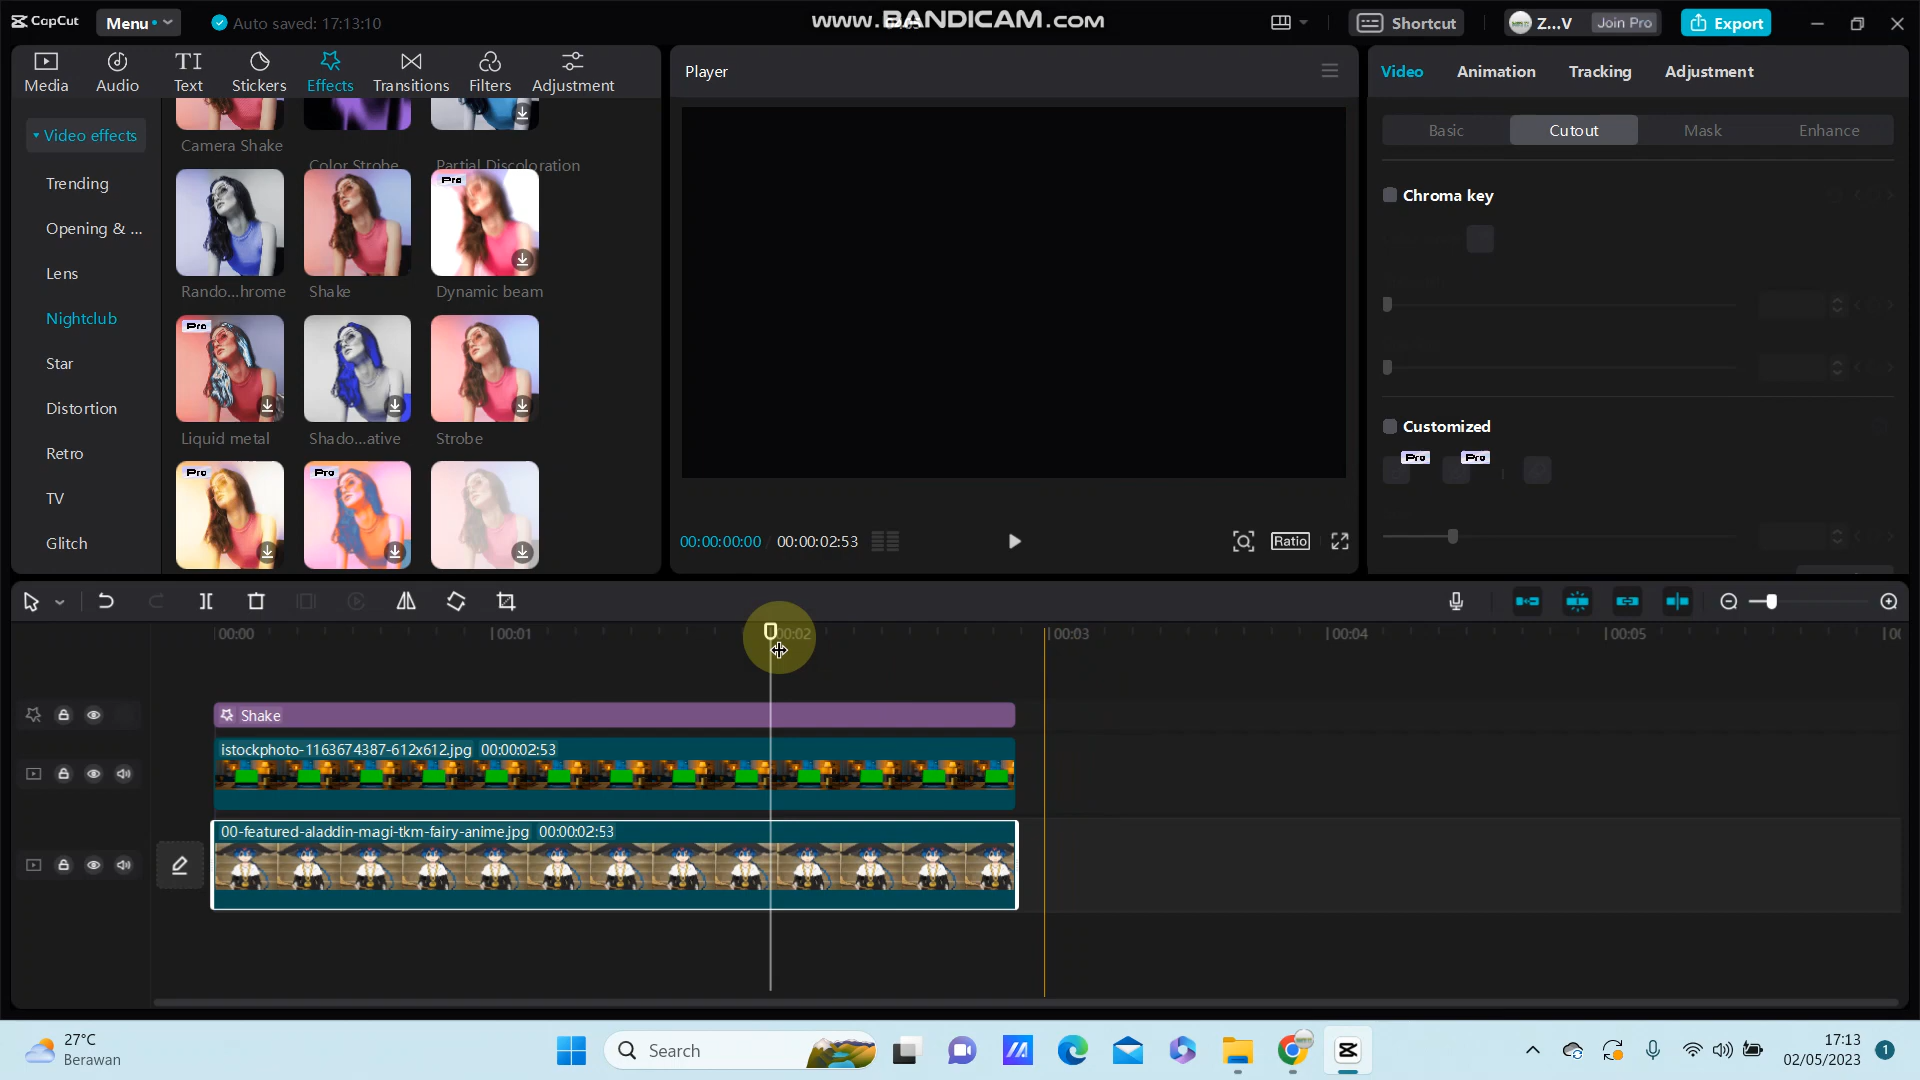 CapCut
Menu
Auto saved: 17:13:10
www.BANDICAM.com
Shortcut
Z...V
Join Pro
Export
Media
Audio
Text
Stickers
Effects
Transitions
Filters
Adjustment
Video effects
Trending
Opening & ...
Lens
Nightclub
Star
Distortion
Retro
TV
Glitch
Camera Shake
Color Strobe
Partial Discoloration
Pro
Rando...hrome
Shake
Dynamic beam
Pro
Liquid metal
Shado...ative
Strobe
Pro
Pro
Player
00:00:00:00 / 00:00:02:53
Ratio
Video
Animation
Tracking
Adjustment
Basic
Cutout
Mask
Enhance
Chroma key
Customized
Pro
Pro
00:00
00:01
00:02
00:03
00:04
00:05
Shake
istockphoto-1163674387-612x612.jpg 00:00:02:53
00-featured-aladdin-magi-tkm-fairy-anime.jpg 00:00:02:53
27°C
Berawan
Search
17:13
02/05/2023
1